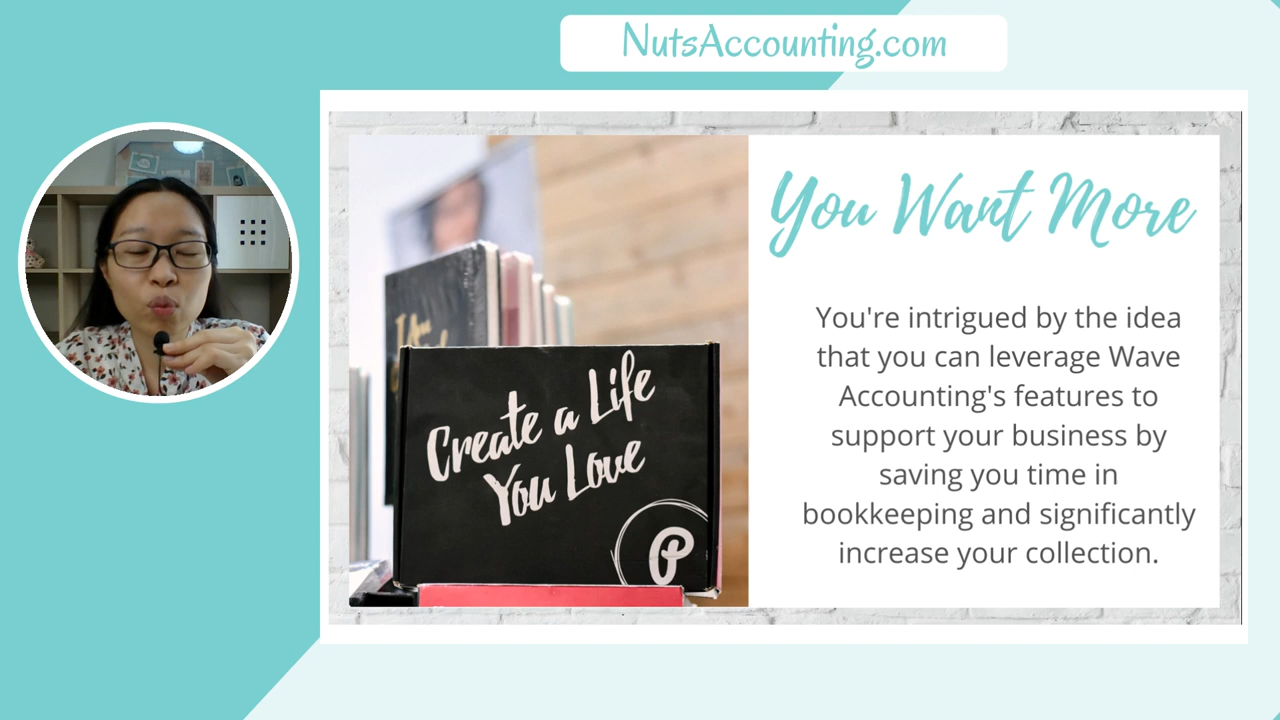 NutsAccounting.com
You Want More
Create a Life
You Love
P
You're intrigued by the idea
that you can leverage Wave
Accounting's features to
support your business by
saving you time in
bookkeeping and significantly
increase your collection.